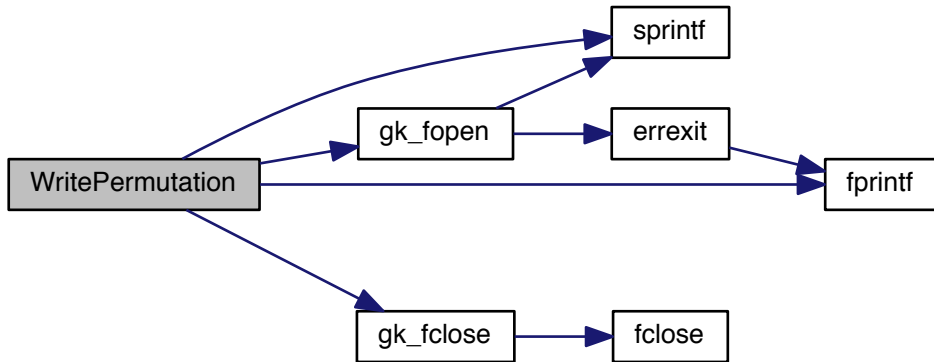 sprintf
gk_fopen
errexit
WritePermutation
fprintf
gk_fclose
fclose